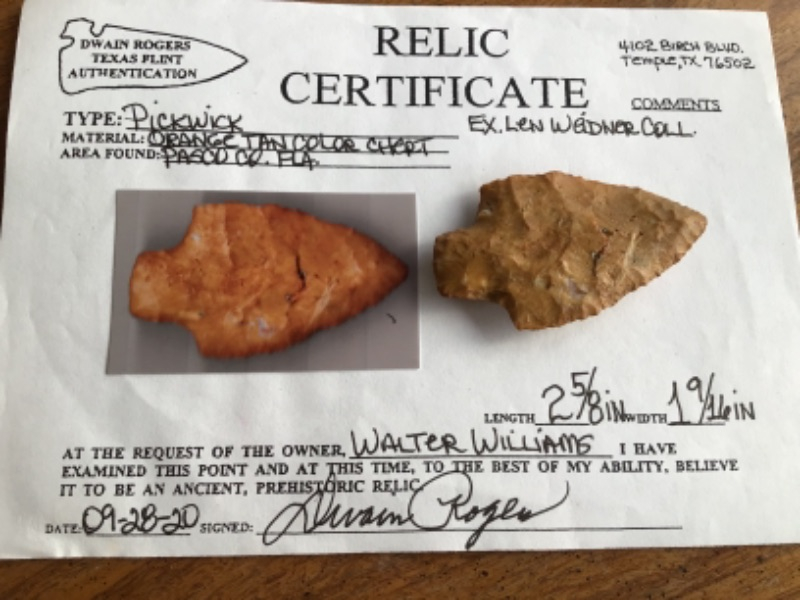 DWAIN ROGERS
TEXAS FLINT
AUTHENTICATION
RELIC
CERTIFICATE
4102 BIRCH BLVD.
TEMPLE, TX 76502
COMMENTS
EX. LEN WEIDNER COLL.
TYPE: PICKWICK
MATERIAL: ORANGE TAN COLOR CHERT
AREA FOUND: PASCO CO. FLA.
LENGTH 2 5/8 IN WIDTH 1 9/16 IN
AT THE REQUEST OF THE OWNER, WALTER WILLIAMS I HAVE
EXAMINED THIS POINT AND AT THIS TIME, TO THE BEST OF MY ABILITY, BELIEVE
IT TO BE AN ANCIENT, PREHISTORIC RELIC
DATE: 09-28-20 SIGNED: Dwain Rogers